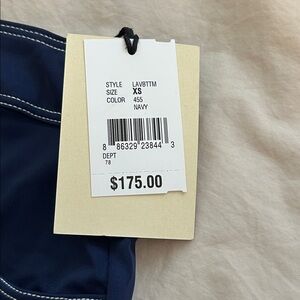 STYLE LAVBTTM
SIZE XS
COLOR 455
NAVY
8 86329 23844 3
DEPT
78
$175.00